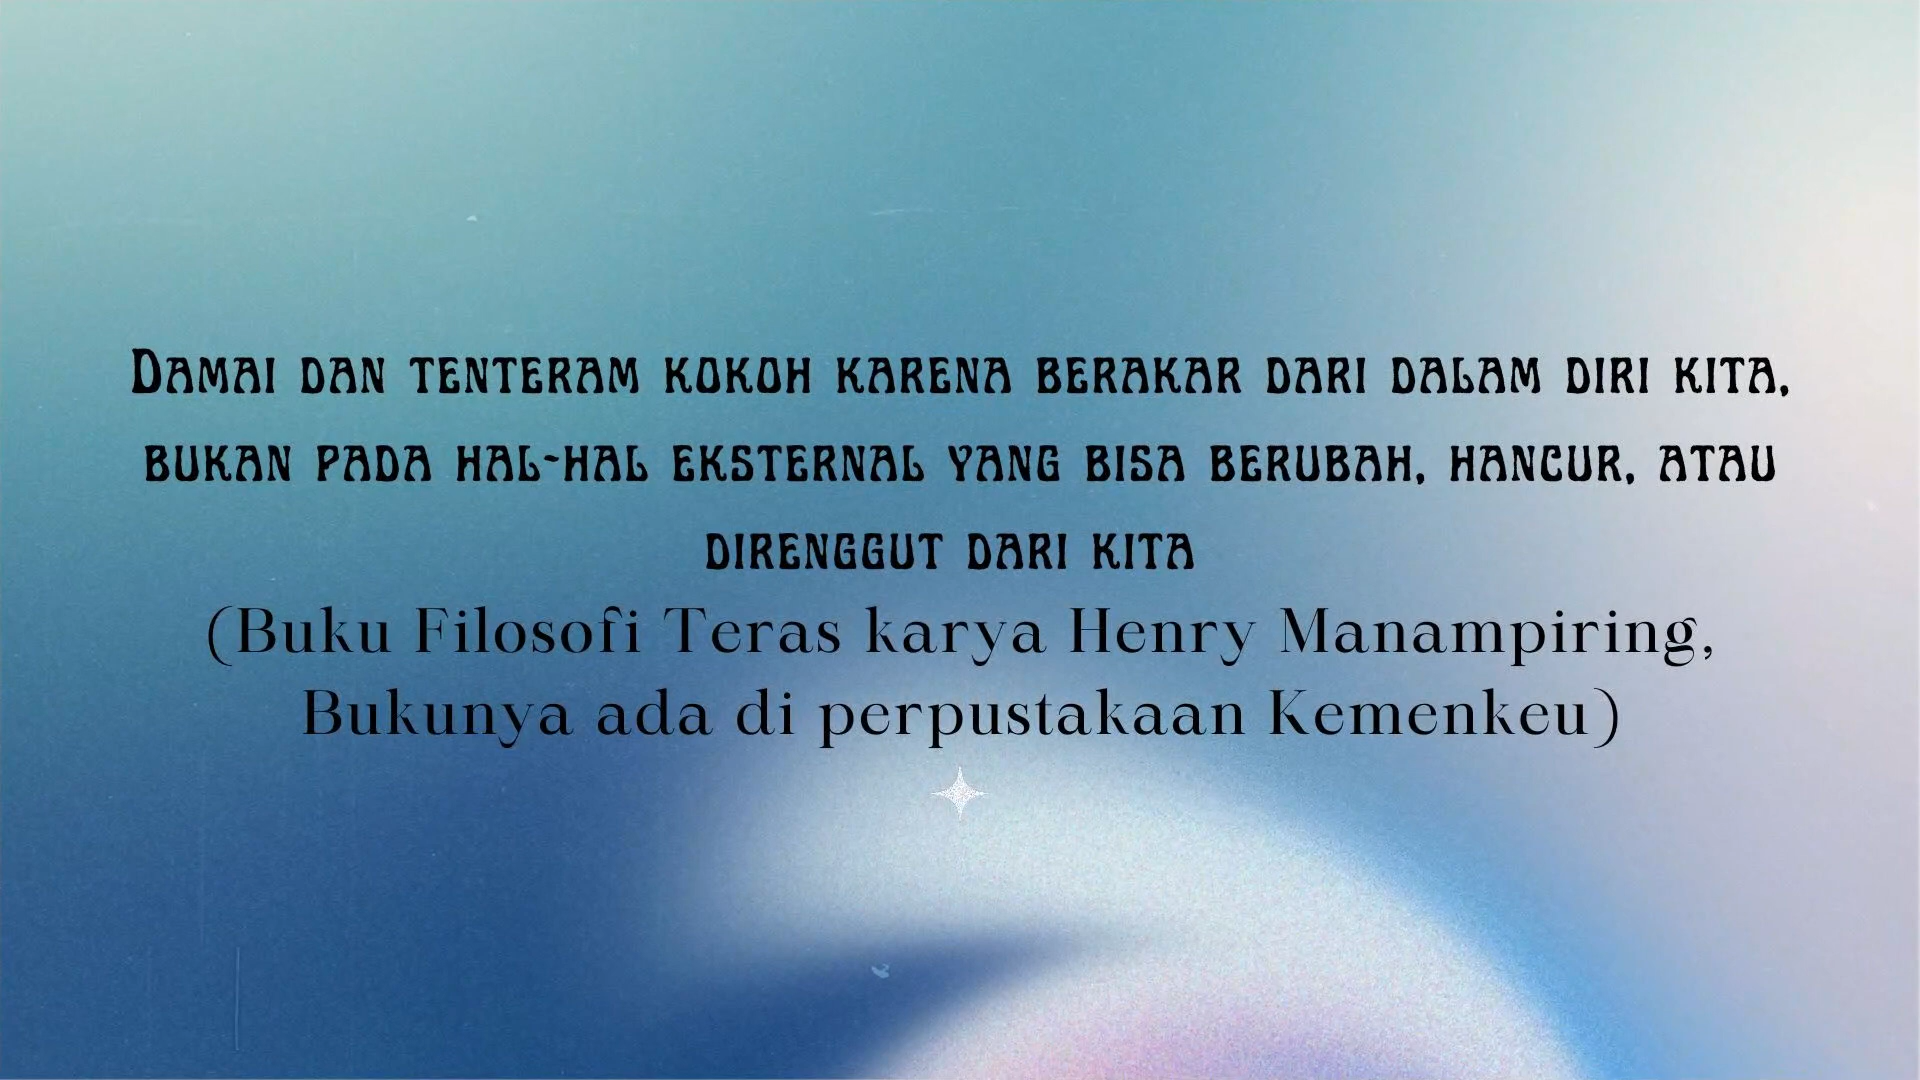 Damai dan tenteram kokoh karena berakar dari dalam diri kita,
bukan pada hal-hal eksternal yang bisa berubah, hancur, atau
direnggut dari kita
(Buku Filosofi Teras karya Henry Manampiring,
Bukunya ada di perpustakaan Kemenkeu)